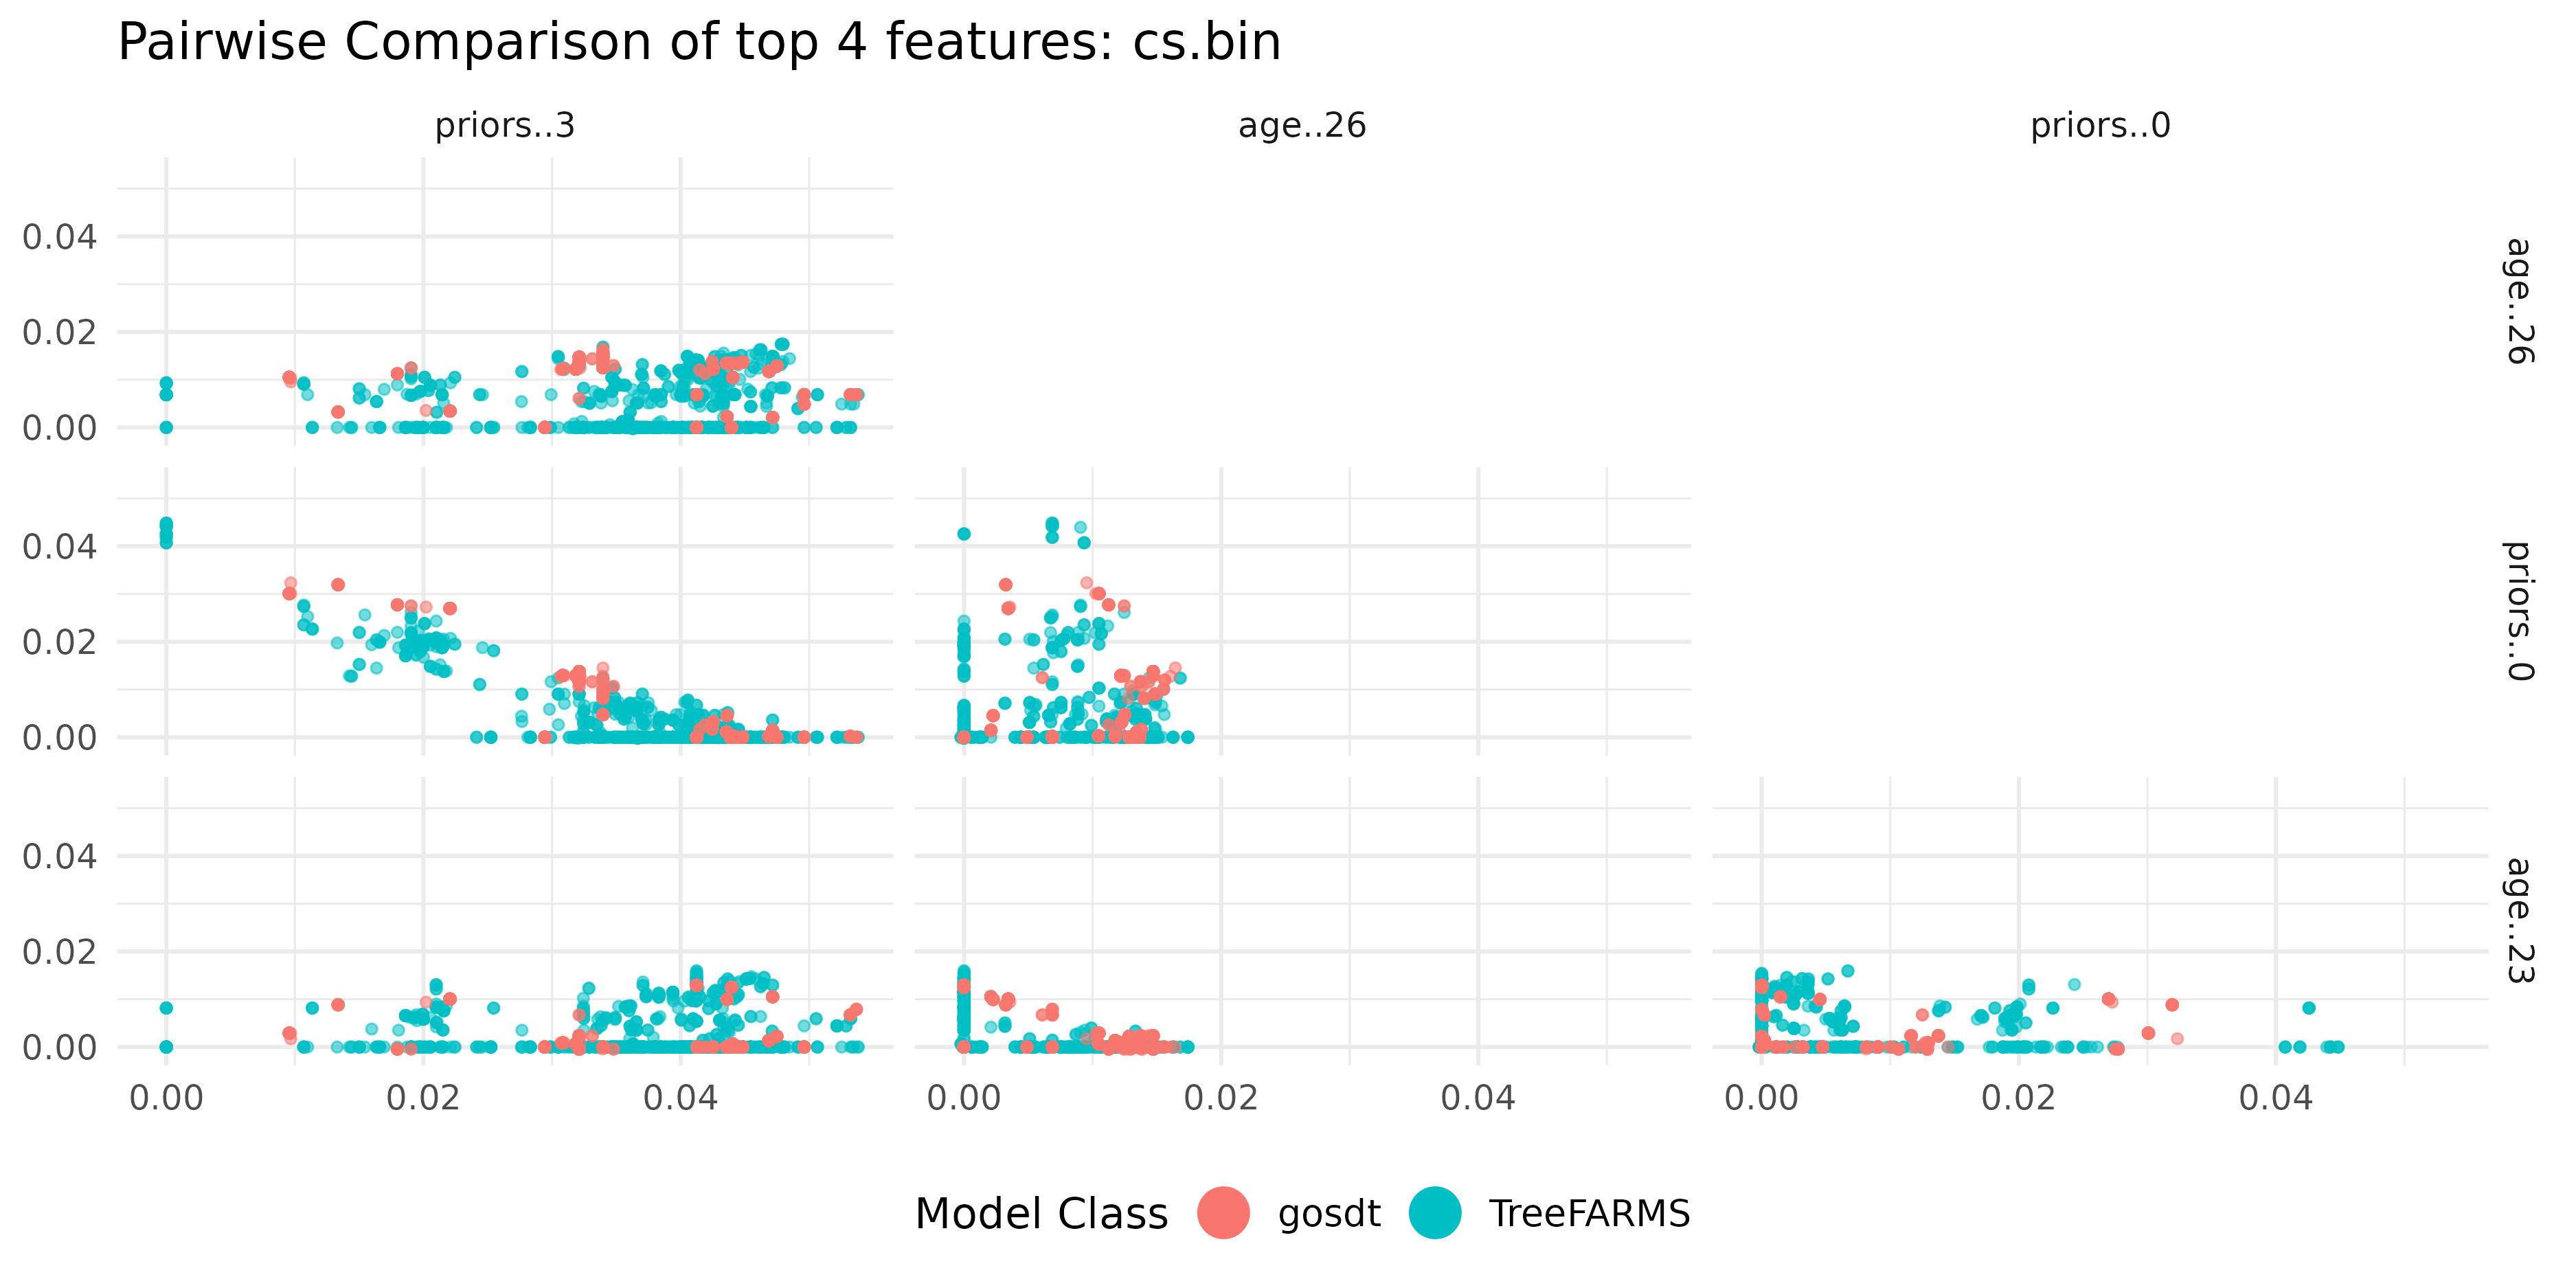 Pairwise Comparison of top 4 features: cs.bin
priors..3 age..26 priors..0
0.04
0.02
0.00
age..26
0.04
0.02
0.00
priors..0
0.04
0.02
0.00
age..23
0.00 0.02 0.04 0.00 0.02 0.04 0.00 0.02 0.04
Model Class gosdt TreeFARMS